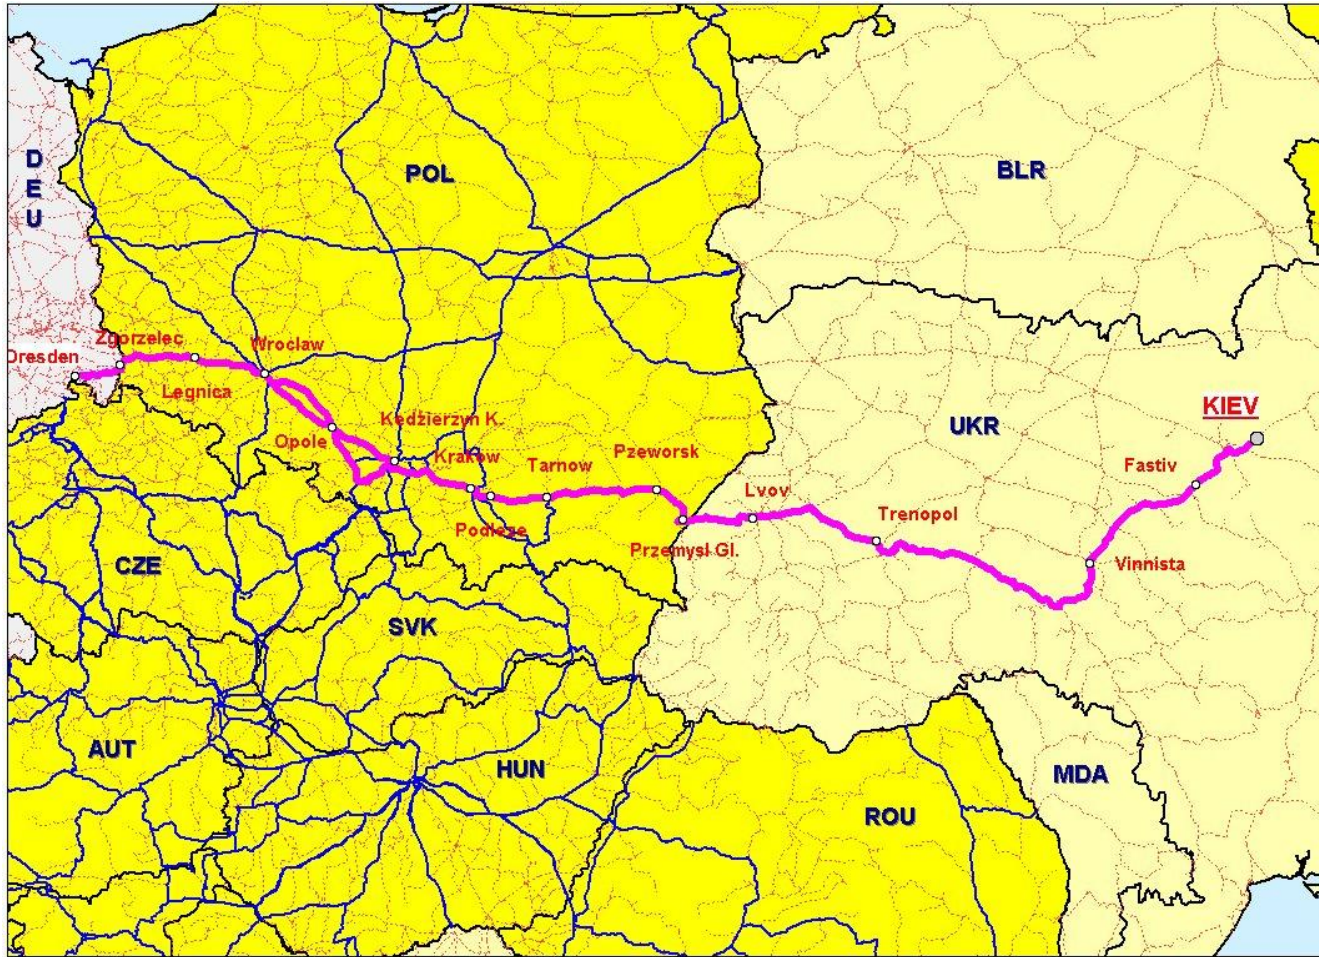 D
E
U
POL
BLR
Zgorzelec
Wroclaw
Dresden
Legnica
KIEV
Kedzierzyn K.
UKR
Opole
Krakow
Tarnow
Pzeworsk
Fastiv
Lvov
Trenopol
Podleze
Przemysl Gl.
Vinnista
CZE
SVK
AUT
HUN
MDA
ROU